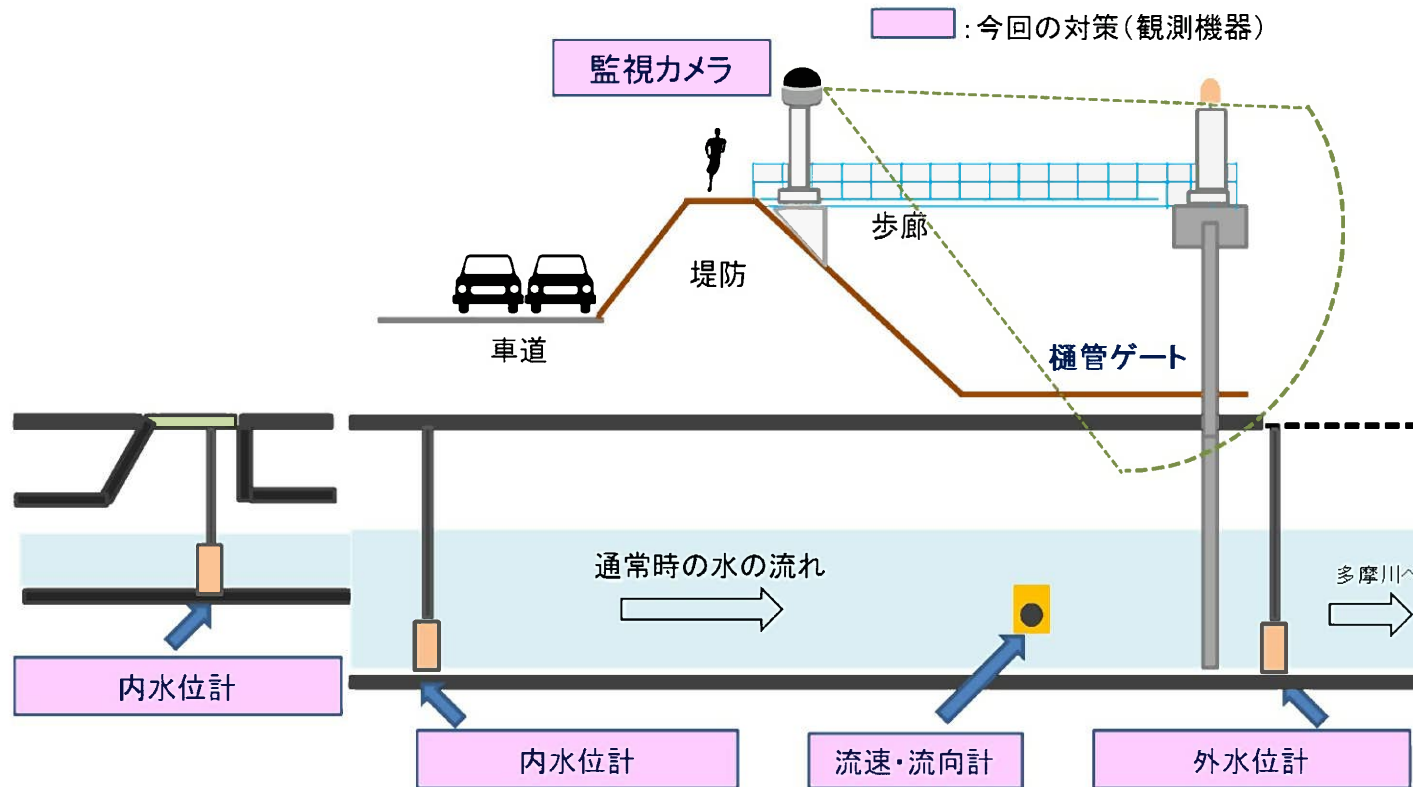 :今回の対策(観測機器)
監視カメラ
歩廊
堤防
車道
樋管ゲート
通常時の水の流れ
多摩川へ
内水位計
内水位計
流速・流向計
外水位計